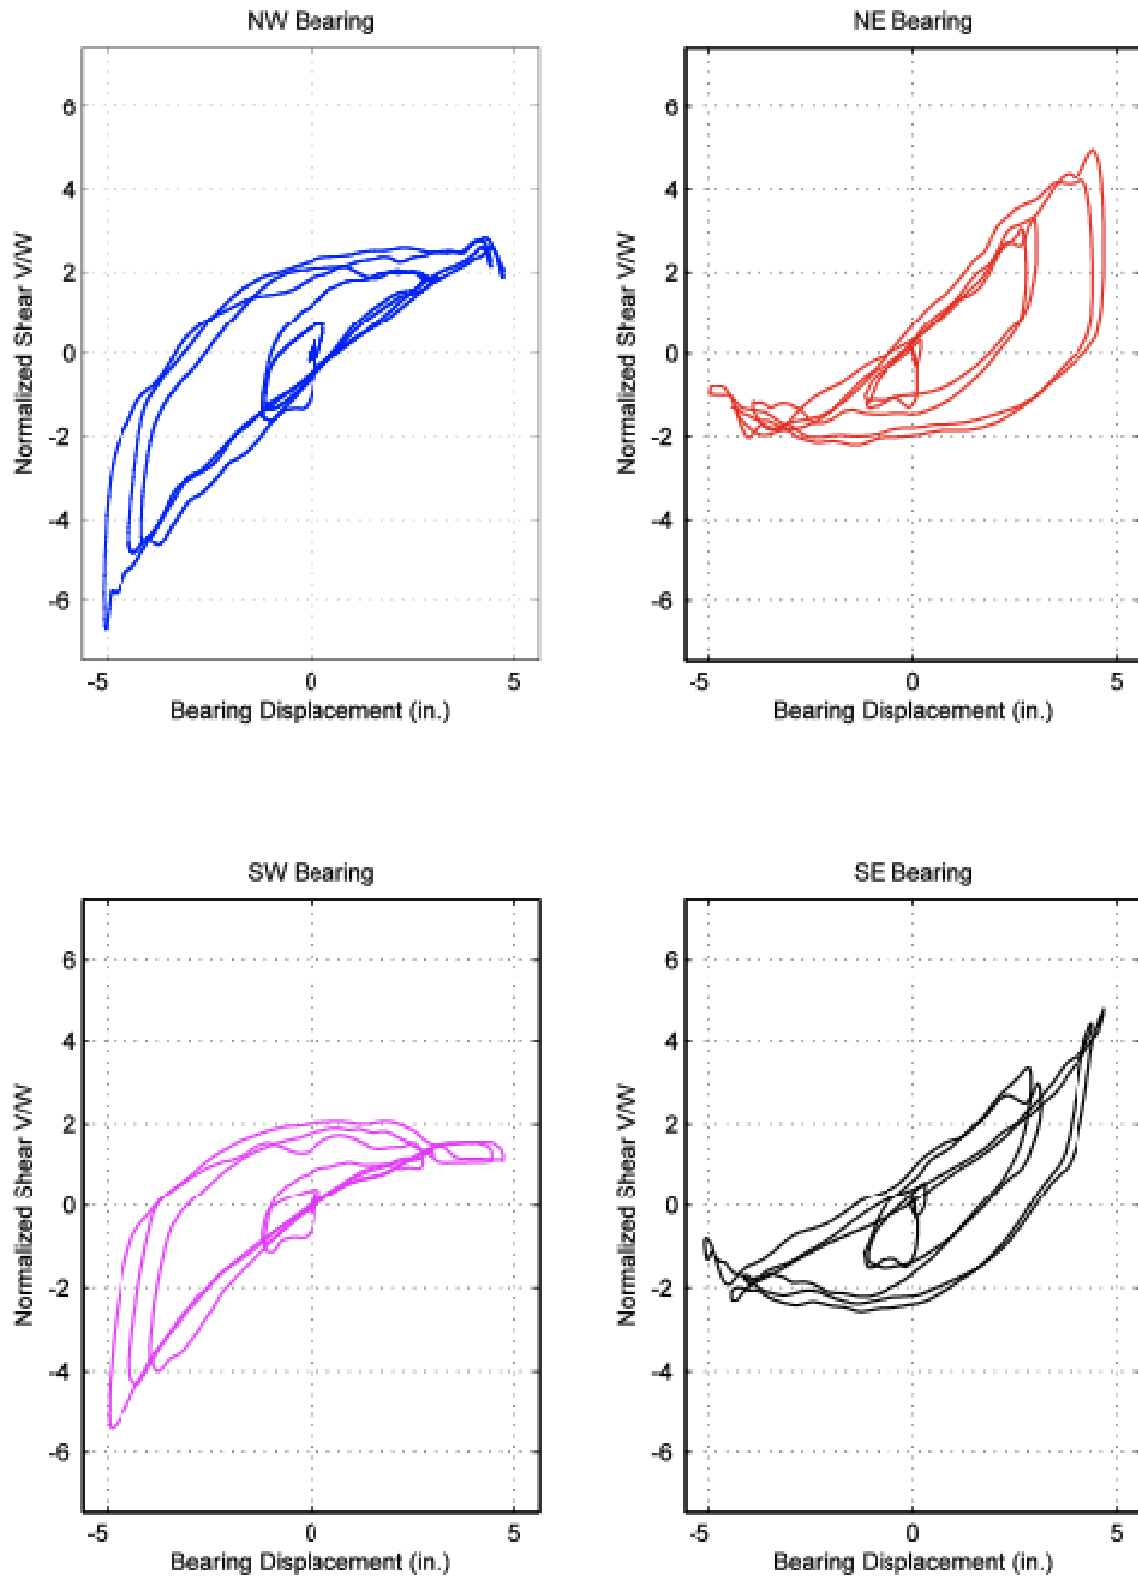 NW Bearing
NE Bearing
Normalized Shear V/W
6
4
2
0
-2
-4
-6
-5 0 5
Bearing Displacement (in.)
Normalized Shear V/W
6
4
2
0
-2
-4
-6
-5 0 5
Bearing Displacement (in.)
SW Bearing
SE Bearing
Normalized Shear V/W
6
4
2
0
-2
-4
-6
-5 0 5
Bearing Displacement (in.)
Normalized Shear V/W
6
4
2
0
-2
-4
-6
-5 0 5
Bearing Displacement (in.)